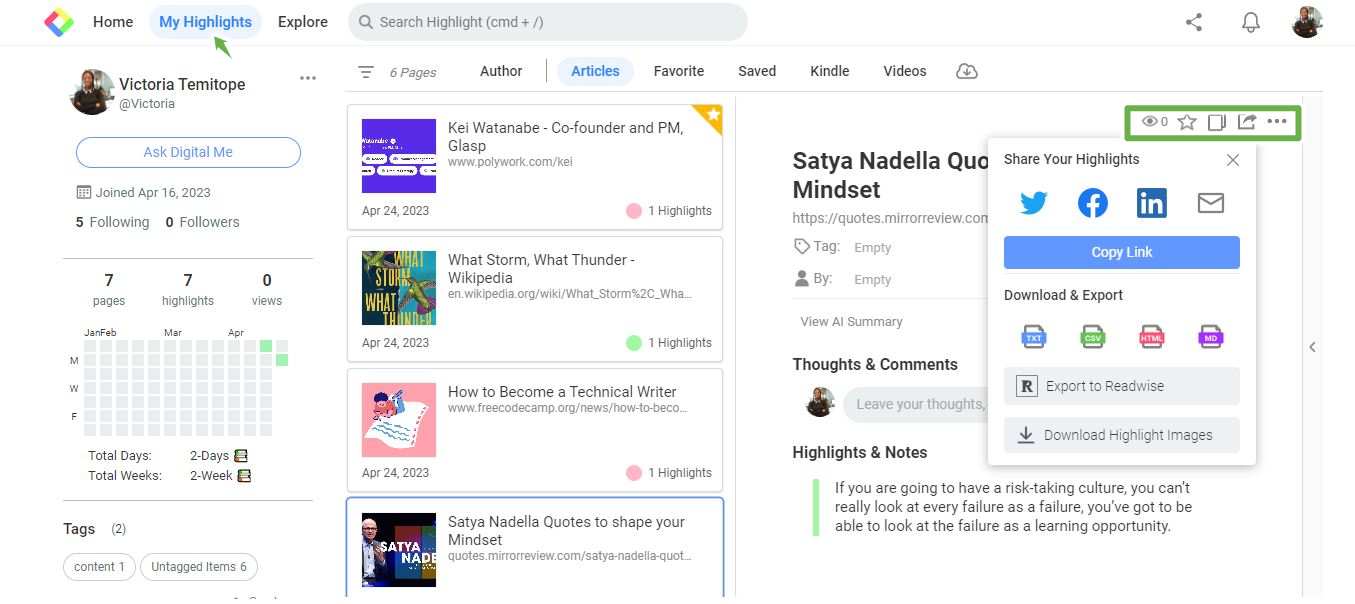 Home
My Highlights
Explore
Search Highlight (cmd + /)
Victoria Temitope
@Victoria
Ask Digital Me
Joined Apr 16, 2023
5 Following 0 Followers
7 7 0
pages highlights views
JanFeb Mar Apr
M
W
F
Total Days: 2-Days
Total Weeks: 2-Week
Tags (2)
content 1
Untagged Items 6
6 Pages
Author
Articles
Favorite
Saved
Kindle
Videos
Kei Watanabe - Co-founder and PM,
Glasp
www.polywork.com/kei
Apr 24, 2023
1 Highlights
WHAT
STORM,
WHAT
THUNDER
What Storm, What Thunder -
Wikipedia
en.wikipedia.org/wiki/What_Storm%2C_Wha...
Apr 24, 2023
1 Highlights
How to Become a Technical Writer
www.freecodecamp.org/news/how-to-beco...
Apr 24, 2023
1 Highlights
SATYA
NADE
Satya Nadella Quotes to shape your
Mindset
quotes.mirrorreview.com/satya-nadella-quot...
0
Satya Nadella Quo
Mindset
https://quotes.mirrorreview.com
Tag: Empty
By: Empty
View AI Summary
Thoughts & Comments
Leave your thoughts,
Highlights & Notes
If you are going to have a risk-taking culture, you can't
really look at every failure as a failure, you've got to be
able to look at the failure as a learning opportunity.
Share Your Highlights
Copy Link
Download & Export
TXT
CSV
HTML
MD
R Export to Readwise
Download Highlight Images